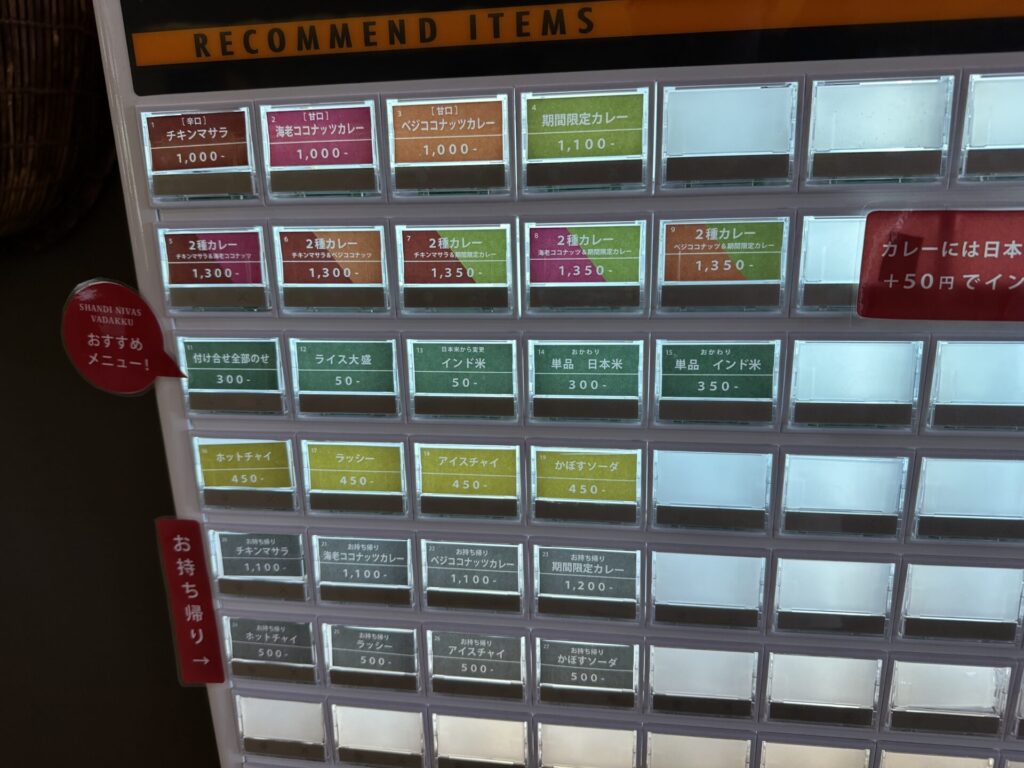 RECOMMEND ITEMS
1 [辛口]
チキンマサラ
1,000-
2 [甘口]
海老ココナッツカレー
1,000-
3 [甘口]
ベジココナッツカレー
1,000-
4
期間限定カレー
1,100-
5
2種カレー
チキンマサラ&海老ココナッツ
1,300-
6
2種カレー
チキンマサラ&ベジココナッツ
1,300-
7
2種カレー
チキンマサラ&期間限定カレー
1,350-
8
2種カレー
海老ココナッツ&期間限定カレー
1,350-
9
2種カレー
ベジココナッツ&期間限定カレー
1,350-
カレーには日本
+50円でイン
SHANDI NIVAS
VADAKKU
おすすめ
メニュー!
11
付け合せ全部のせ
300-
12
ライス大盛
50-
13 日本米から変更
インド米
50-
14 おかわり
単品 日本米
300-
15 おかわり
単品 インド米
350-
16
ホットチャイ
450-
17
ラッシー
450-
18
アイスチャイ
450-
19
かぼすソーダ
450-
お持ち帰り→
20 お持ち帰り
チキンマサラ
1,100-
21 お持ち帰り
海老ココナッツカレー
1,100-
22 お持ち帰り
ベジココナッツカレー
1,100-
23 お持ち帰り
期間限定カレー
1,200-
お持ち帰り
ホットチャイ
500-
25 お持ち帰り
ラッシー
500-
26 お持ち帰り
アイスチャイ
500-
27 お持ち帰り
かぼすソーダ
500-